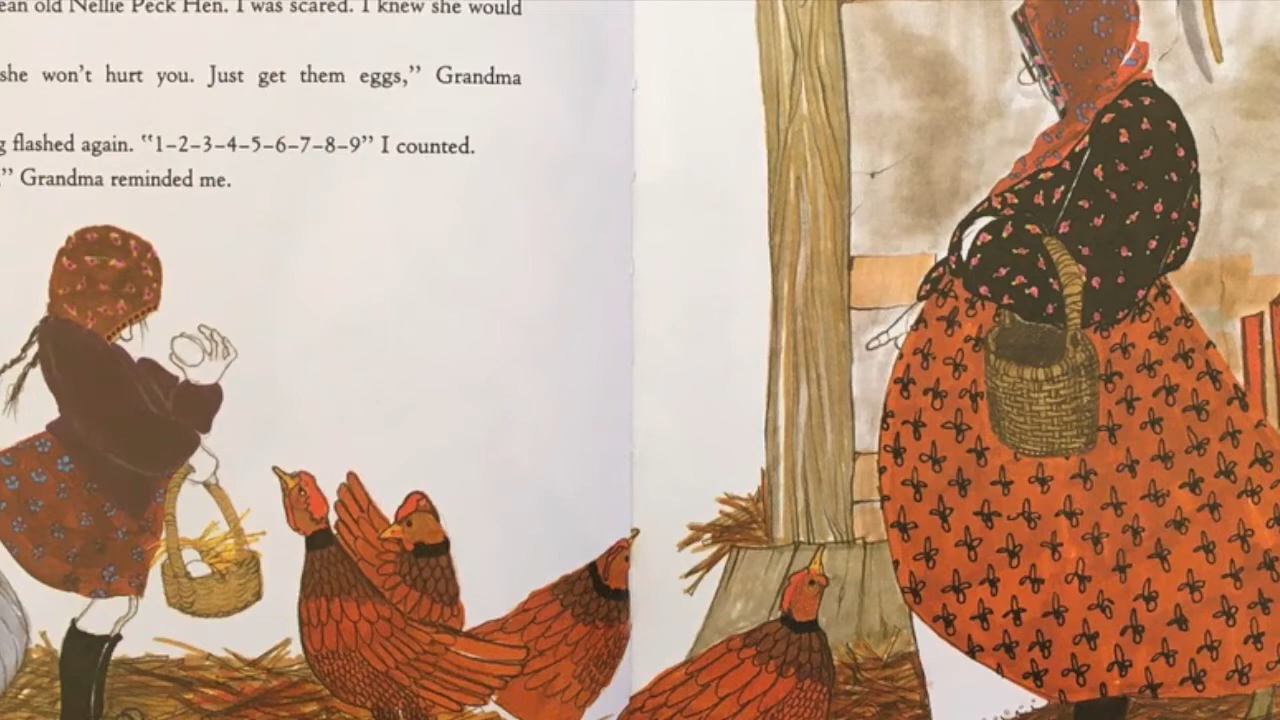 old Nellie Peck Hen. I was scared. I knew she would
she won't hurt you. Just get them eggs,” Grandma
flashed again. “1–2–3–4–5–6–7–8–9” I counted.
,” Grandma reminded me.